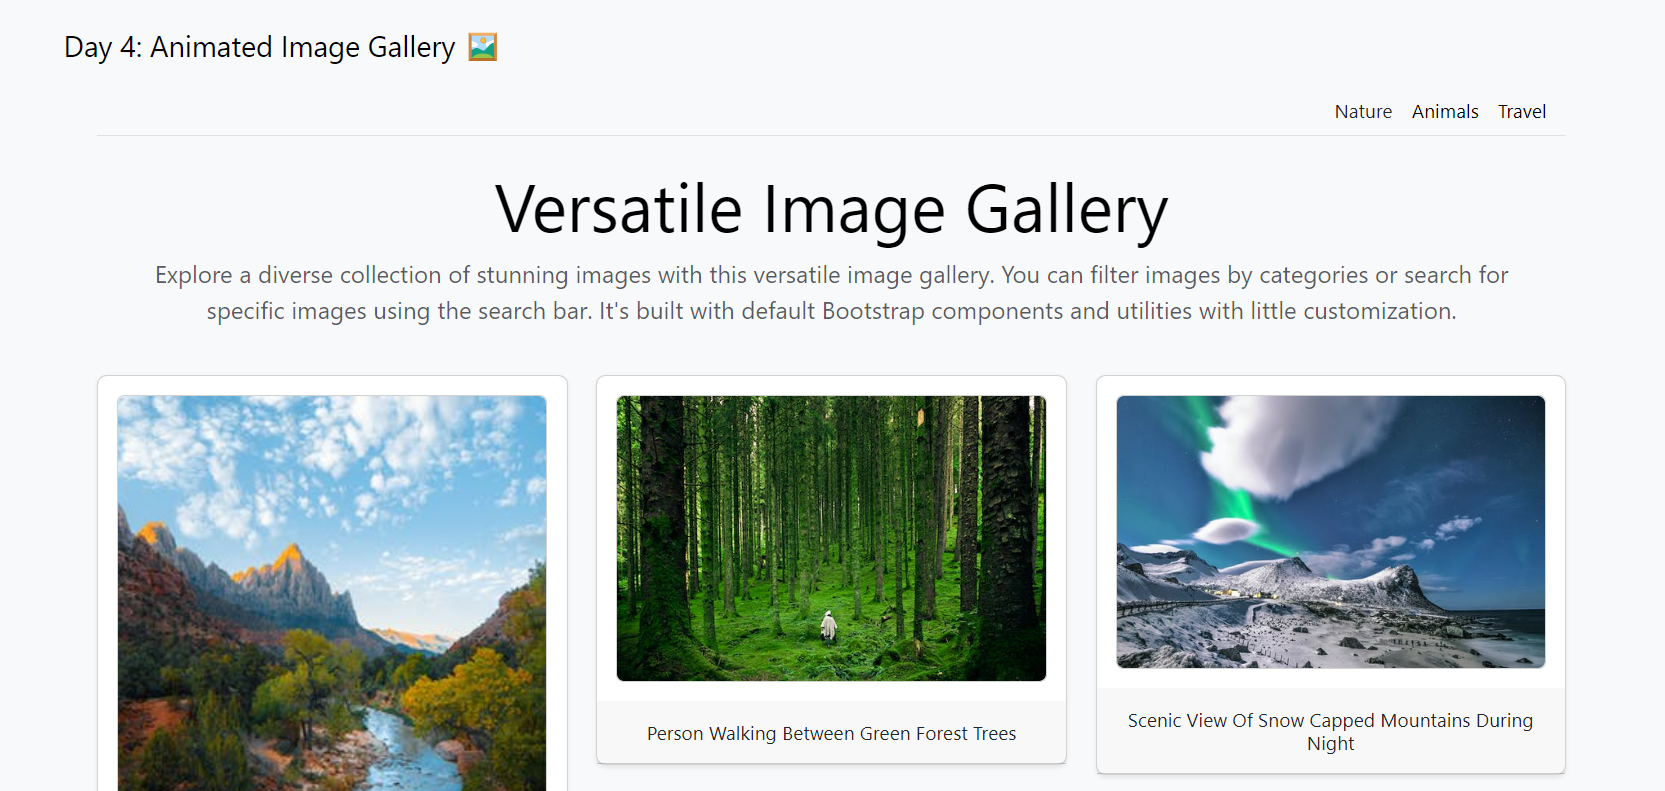 Day 4: Animated Image Gallery
Nature Animals Travel
Versatile Image Gallery
Explore a diverse collection of stunning images with this versatile image gallery. You can filter images by categories or search for
specific images using the search bar. It's built with default Bootstrap components and utilities with little customization.
Person Walking Between Green Forest Trees
Scenic View Of Snow Capped Mountains During
Night